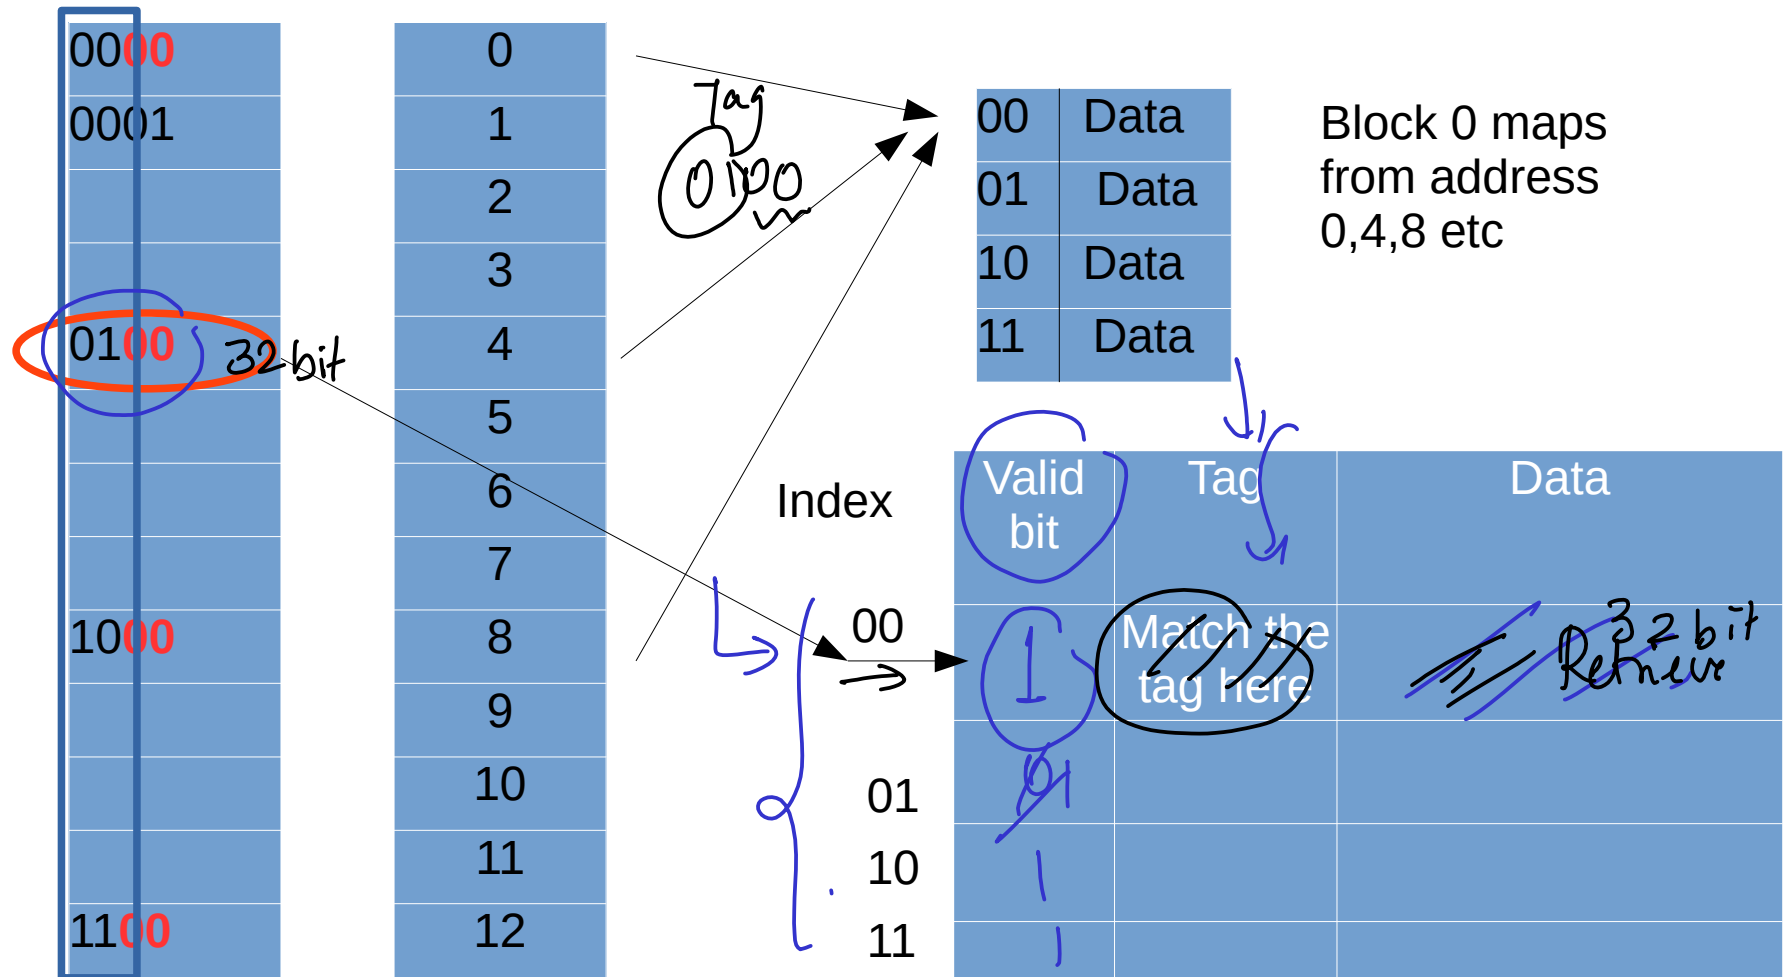 0000
0001
0100
1000
1100
32 bit
0
1
2
3
4
5
6
7
8
9
10
11
12
Tag
0100
00 Data
01 Data
10 Data
11 Data
Block 0 maps
from address
0,4,8 etc
Index
Valid
bit
Tag
Data
00
1
Match the
tag here
32 bit
Retrieve
01
0 1
10
1
11
1